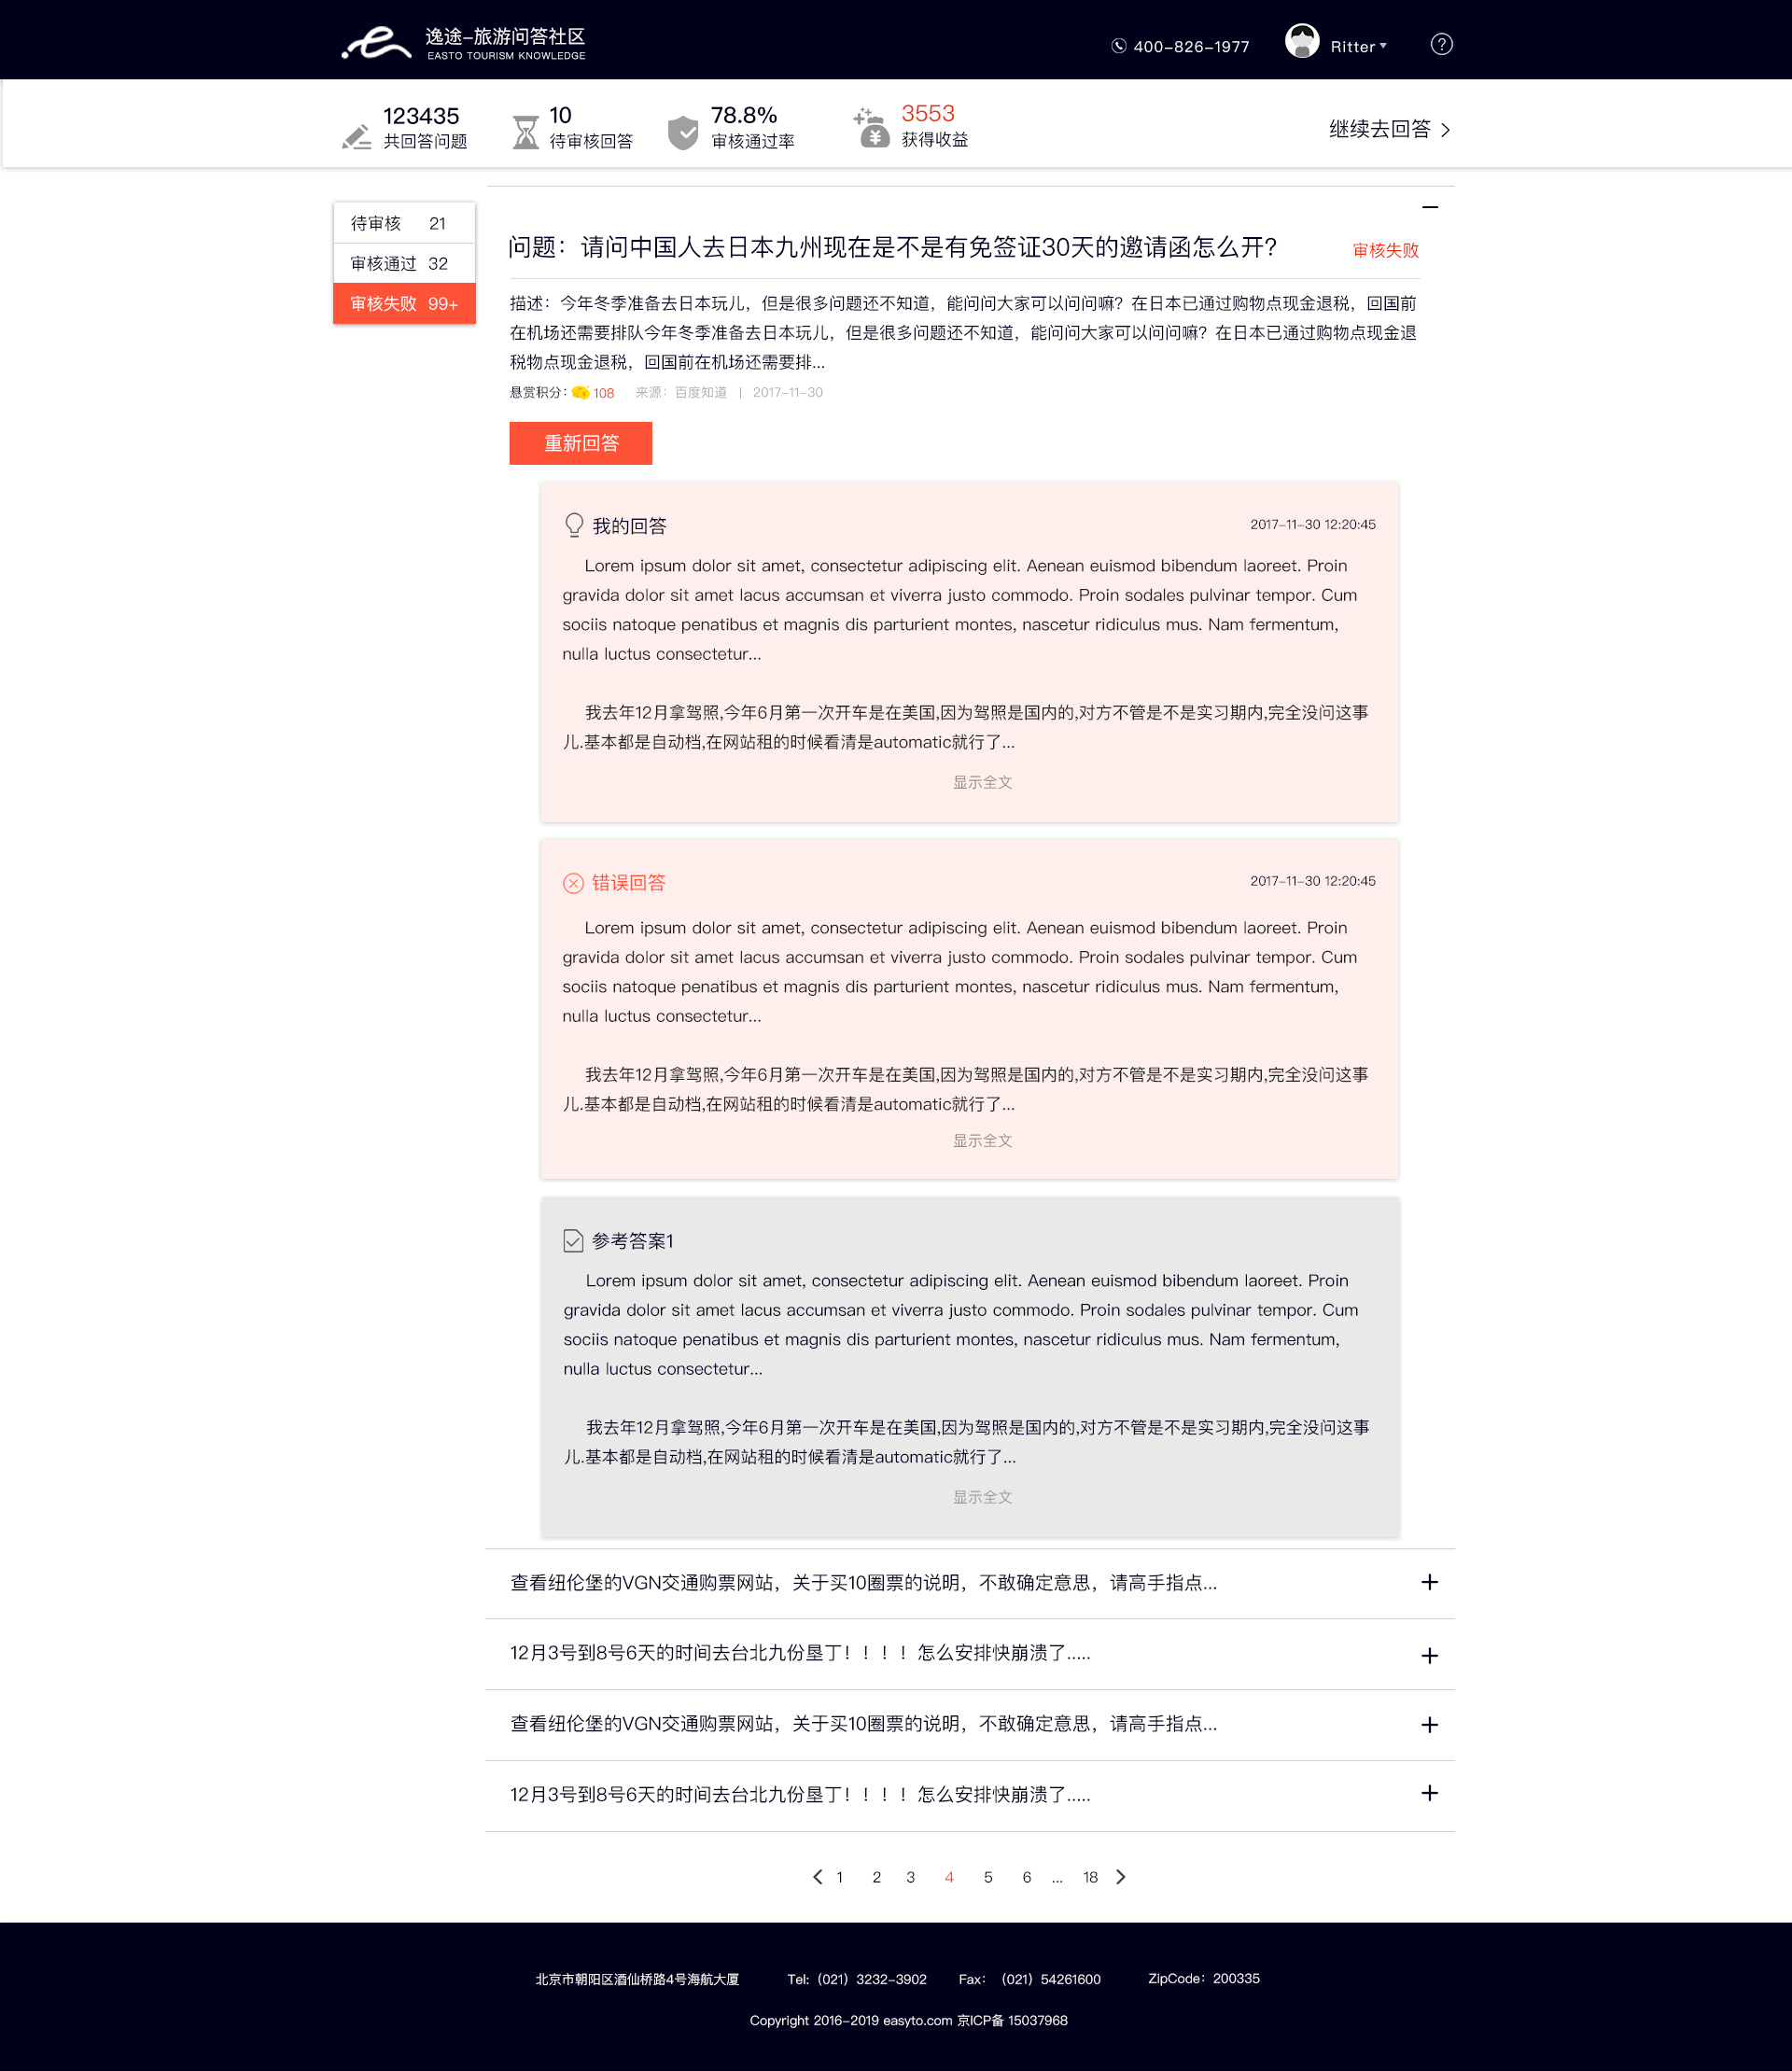 逸途-旅游问答社区
EASTO TOURISM KNOWLEDGE
400-826-1977
Ritter
?
123435
共回答问题
10
待审核回答
78.8%
审核通过率
3553
获得收益
继续去回答
待审核 21
审核通过 32
审核失败 99+
问题：请问中国人去日本九州现在是不是有免签证30天的邀请函怎么开?
审核失败
描述：今年冬季准备去日本玩儿，但是很多问题还不知道，能问问大家可以问问嘛？在日本已通过购物点现金退税，回国前
在机场还需要排队今年冬季准备去日本玩儿，但是很多问题还不知道，能问问大家可以问问嘛？在日本已通过购物点现金退
税物点现金退税，回国前在机场还需要排...
悬赏积分： 108 来源：百度知道 | 2017-11-30
重新回答
我的回答
2017-11-30 12:20:45
Lorem ipsum dolor sit amet, consectetur adipiscing elit. Aenean euismod bibendum laoreet. Proin
gravida dolor sit amet lacus accumsan et viverra justo commodo. Proin sodales pulvinar tempor. Cum
sociis natoque penatibus et magnis dis parturient montes, nascetur ridiculus mus. Nam fermentum,
nulla luctus consectetur...
我去年12月拿驾照,今年6月第一次开车是在美国,因为驾照是国内的,对方不管是不是实习期内,完全没问这事
儿.基本都是自动档,在网站租的时候看清是automatic就行了...
显示全文
错误回答
2017-11-30 12:20:45
Lorem ipsum dolor sit amet, consectetur adipiscing elit. Aenean euismod bibendum laoreet. Proin
gravida dolor sit amet lacus accumsan et viverra justo commodo. Proin sodales pulvinar tempor. Cum
sociis natoque penatibus et magnis dis parturient montes, nascetur ridiculus mus. Nam fermentum,
nulla luctus consectetur...
我去年12月拿驾照,今年6月第一次开车是在美国,因为驾照是国内的,对方不管是不是实习期内,完全没问这事
儿.基本都是自动档,在网站租的时候看清是automatic就行了...
显示全文
参考答案1
Lorem ipsum dolor sit amet, consectetur adipiscing elit. Aenean euismod bibendum laoreet. Proin
gravida dolor sit amet lacus accumsan et viverra justo commodo. Proin sodales pulvinar tempor. Cum
sociis natoque penatibus et magnis dis parturient montes, nascetur ridiculus mus. Nam fermentum,
nulla luctus consectetur...
我去年12月拿驾照,今年6月第一次开车是在美国,因为驾照是国内的,对方不管是不是实习期内,完全没问这事
儿.基本都是自动档,在网站租的时候看清是automatic就行了...
显示全文
查看纽伦堡的VGN交通购票网站，关于买10圈票的说明，不敢确定意思，请高手指点...
12月3号到8号6天的时间去台北九份垦丁！！！！怎么安排快崩溃了.....
查看纽伦堡的VGN交通购票网站，关于买10圈票的说明，不敢确定意思，请高手指点...
12月3号到8号6天的时间去台北九份垦丁！！！！怎么安排快崩溃了.....
1 2 3 4 5 6 ... 18
北京市朝阳区酒仙桥路4号海航大厦 Tel:（021）3232-3902 Fax：（021）54261600 ZipCode：200335
Copyright 2016-2019 easyto.com 京ICP备 15037968